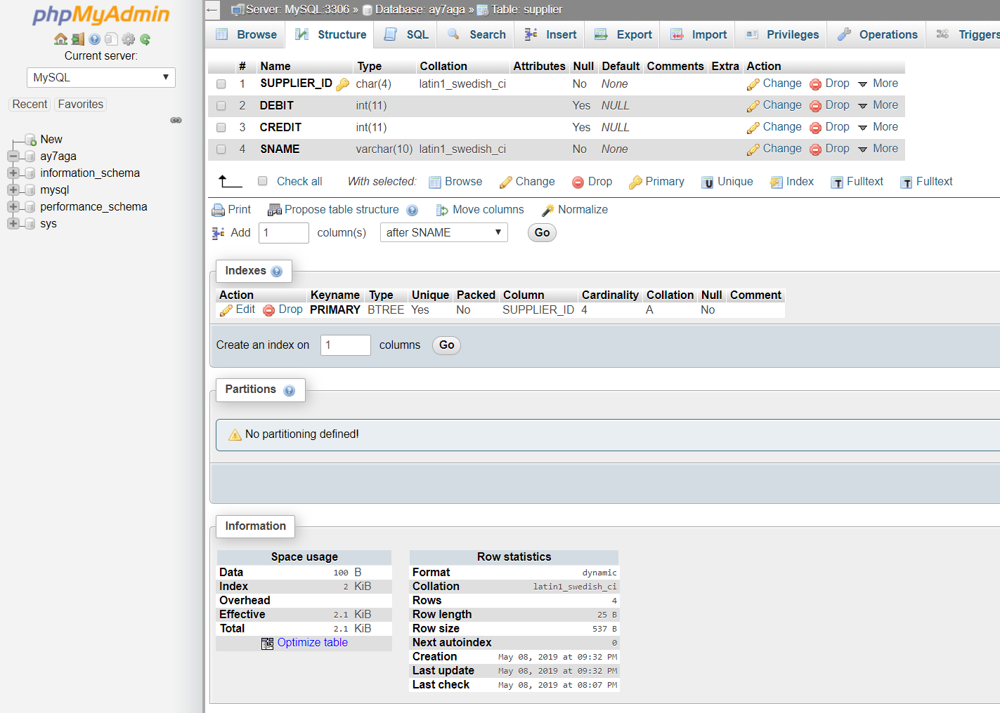 phpMyAdmin
Current server:
MySQL
Recent Favorites
New
ay7aga
information_schema
mysql
performance_schema
sys
Server: MySQL:3306 » Database: ay7aga » Table: supplier
Browse Structure SQL Search Insert Export Import Privileges Operations Triggers
# Name Type Collation Attributes Null Default Comments Extra Action
1 SUPPLIER_ID char(4) latin1_swedish_ci No None Change Drop More
2 DEBIT int(11) Yes NULL Change Drop More
3 CREDIT int(11) Yes NULL Change Drop More
4 SNAME varchar(10) latin1_swedish_ci No None Change Drop More
Check all With selected: Browse Change Drop Primary Unique Index Fulltext Fulltext
Print Propose table structure Move columns Normalize
Add 1 column(s) after SNAME Go
Indexes
Action Keyname Type Unique Packed Column Cardinality Collation Null Comment
Edit Drop PRIMARY BTREE Yes No SUPPLIER_ID 4 A No
Create an index on 1 columns Go
Partitions
No partitioning defined!
Information
Space usage
Data 100 B
Index 2 KiB
Overhead
Effective 2.1 KiB
Total 2.1 KiB
Optimize table
Row statistics
Format dynamic
Collation latin1_swedish_ci
Rows 4
Row length 25 B
Row size 537 B
Next autoindex 0
Creation May 08, 2019 at 09:32 PM
Last update May 08, 2019 at 09:32 PM
Last check May 08, 2019 at 08:07 PM